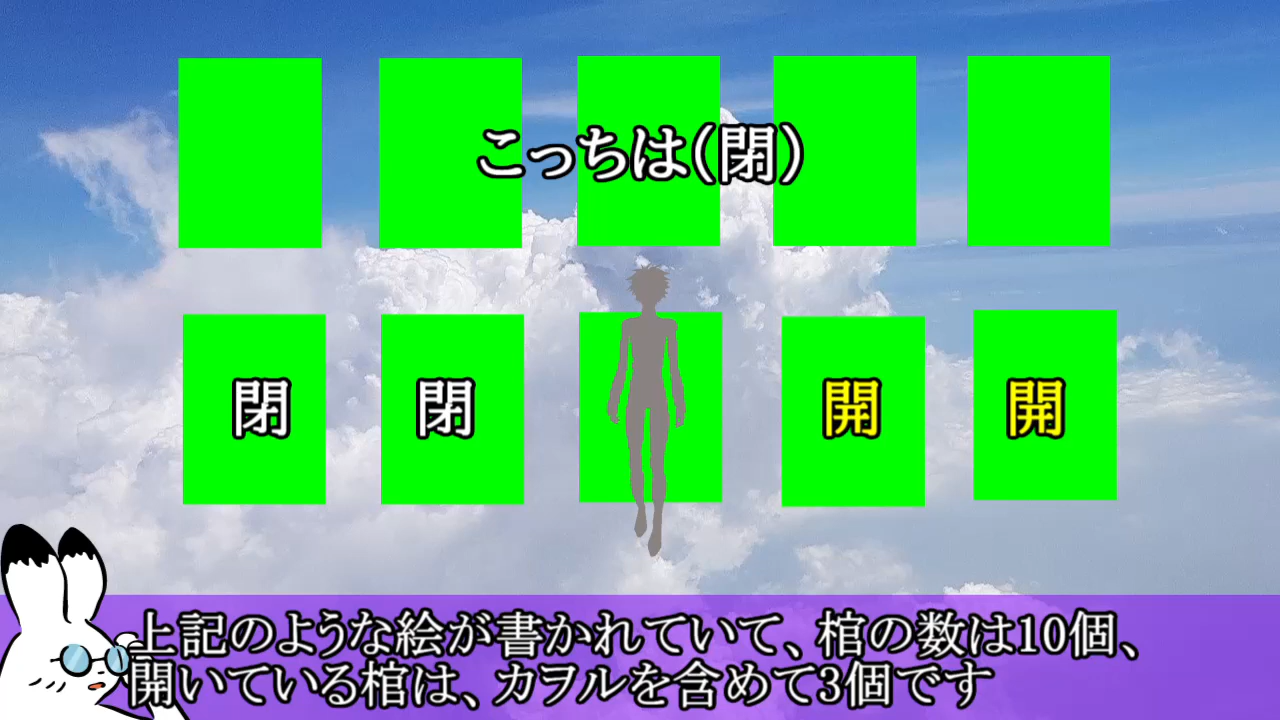 こっちは（閉）
閉 閉 開 開
上記のような絵が書かれていて、棺の数は10個、
開いている棺は、カヲルを含めて3個です